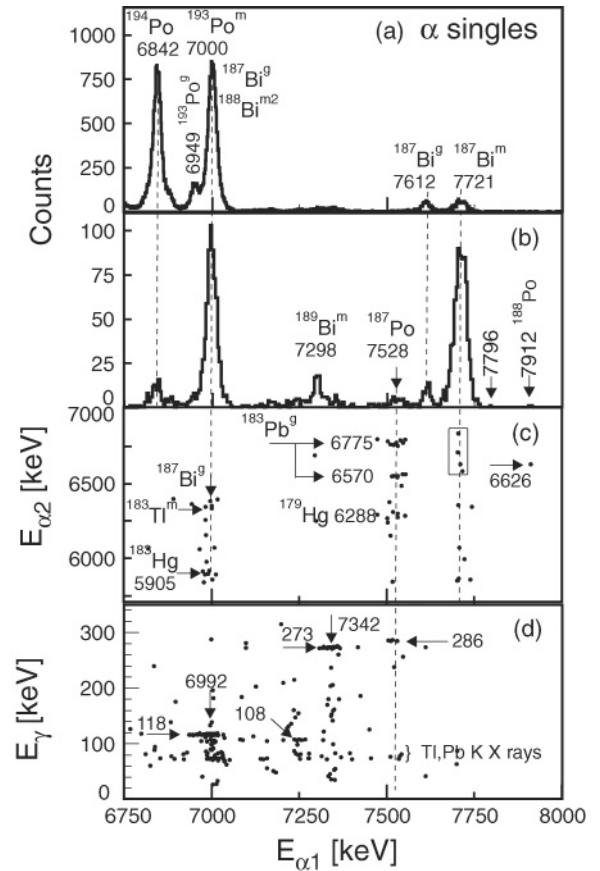 (a) α singles
¹⁹⁴Po
6842
¹⁹³Poᵐ
7000
¹⁸⁷Biᵍ
¹⁸⁸Biᵐ²
¹⁹³Poᵍ
6949
¹⁸⁷Biᵍ
7612
¹⁸⁷Biᵐ
7721
1000
750
500
250
0
Counts
(b)
100
75
50
25
0
¹⁸⁹Biᵐ
7298
¹⁸⁷Po
7528
7796
7912 ¹⁸⁸Po
(c)
7000
6500
6000
E_α2 [keV]
¹⁸³Pbᵍ
6775
6570
¹⁸⁷Biᵍ
¹⁸³Tlᵐ
¹⁷⁹Hg 6288
6626
¹⁸³Hg
5905
(d)
300
200
100
0
E_γ [keV]
273
7342
286
6992
118
108
} Tl,Pb K X rays
6750 7000 7250 7500 7750 8000
E_α1 [keV]